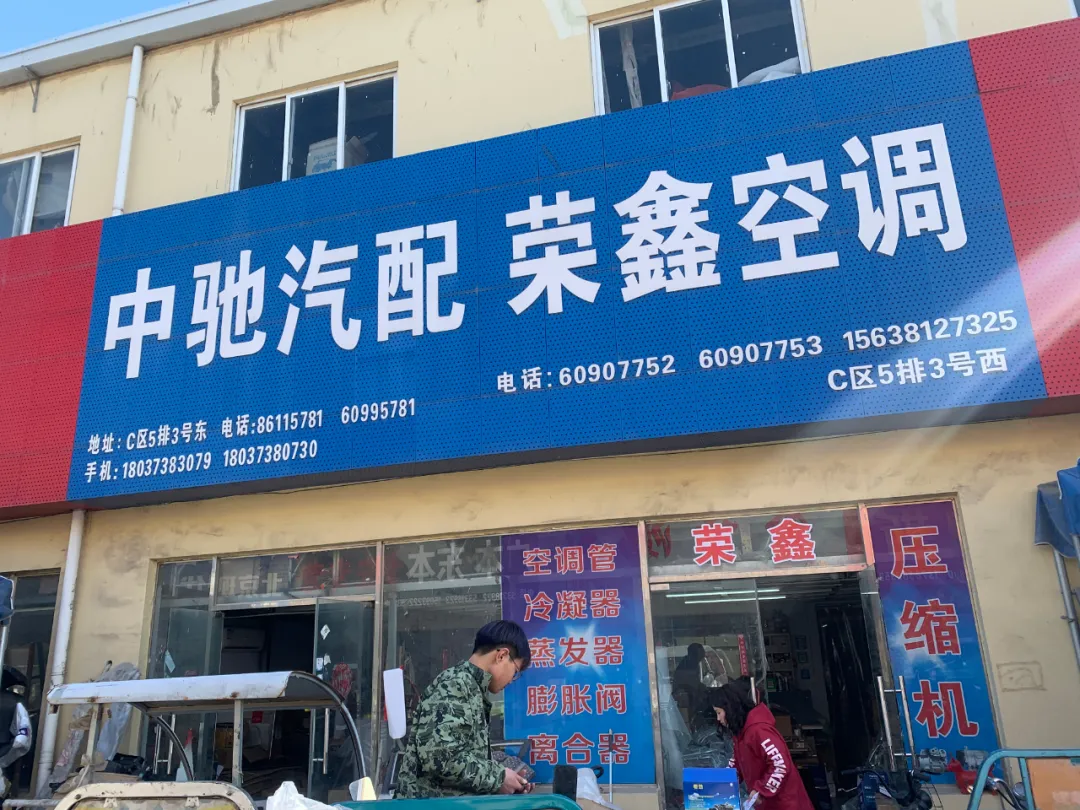 中驰汽配 荣鑫空调
地址：C区5排3号东 电话:86115781 60995781
手机:18037383079 18037380730
电话:60907752 60907753 15638127325
C区5排3号西
荣鑫
空调管
冷凝器
蒸发器
膨胀阀
离合器
压缩机
LIFEWAKE